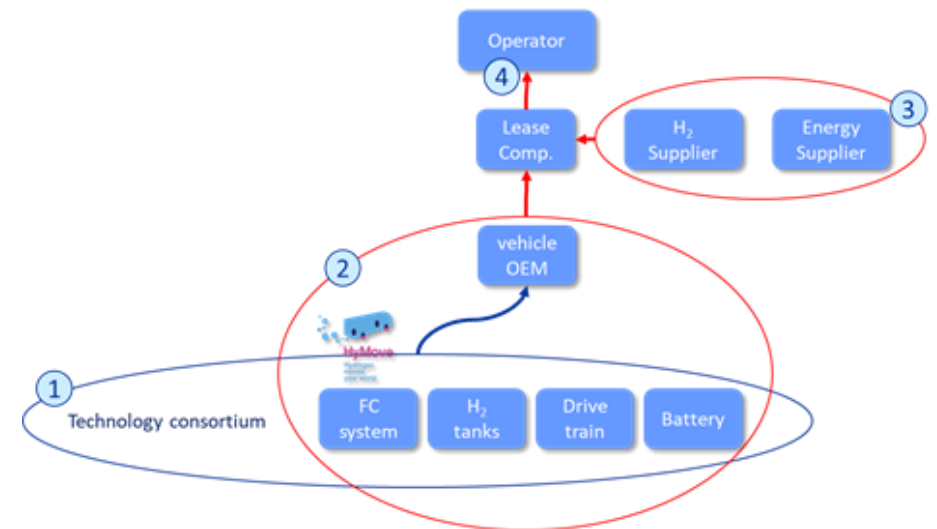 Operator
4
Lease
Comp.
H₂
Supplier
Energy
Supplier
3
vehicle
OEM
2
HyMove
Hydrogen
1
Technology consortium
FC
system
H₂
tanks
Drive
train
Battery